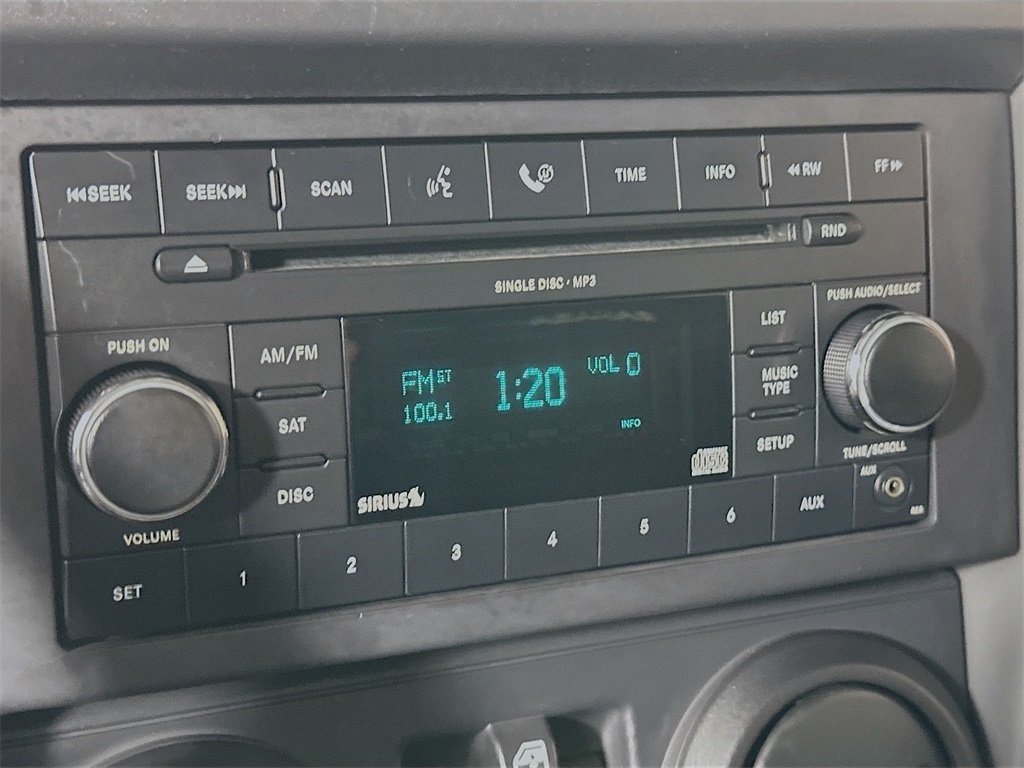 SEEK
SEEK
SCAN
TIME
INFO
RW
FF
RND
SINGLE DISC · MP3
PUSH ON
VOLUME
AM/FM
SAT
DISC
FM ST
100.1
1:20
VOL 0
INFO
SIRIUS
disc
LIST
MUSIC
TYPE
SETUP
PUSH AUDIO/SELECT
TUNE/SCROLL
AUX
SET
1
2
3
4
5
6
AUX